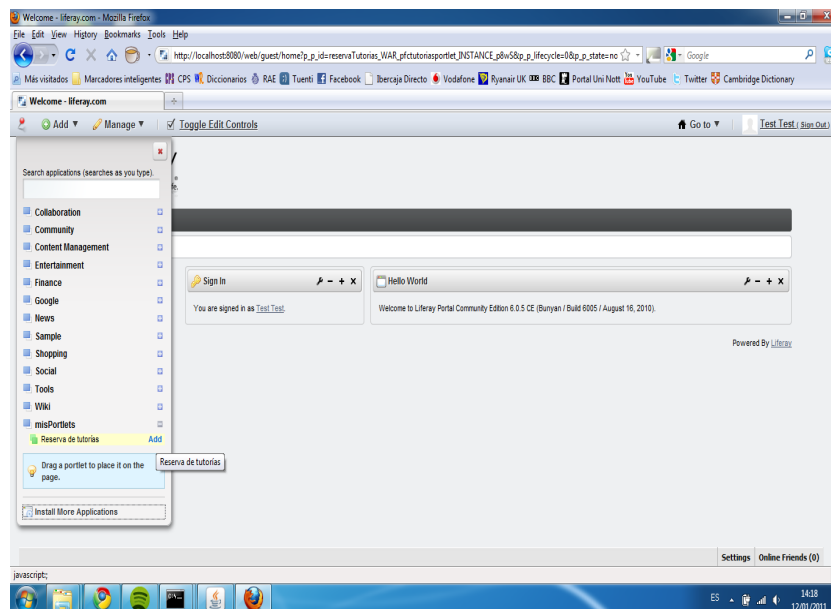 Welcome - liferay.com - Mozilla Firefox
File Edit View History Bookmarks Tools Help
http://localhost:8080/web/guest/home?p_p_id=reservaTutorias_WAR_pfctutoriasportlet_INSTANCE_p8wS&p_p_lifecycle=0&p_p_state=no
Google
Más visitados Marcadores inteligentes CPS Diccionarios RAE Tuenti Facebook Ibercaja Directo Vodafone Ryanair UK BBC Portal Uni Nott YouTube Twitter Cambridge Dictionary
Welcome - liferay.com
Add Manage Toggle Edit Controls Go to Test Test (Sign Out)
Search applications (searches as you type).
Collaboration
Community
Content Management
Entertainment
Finance
Google
News
Sample
Shopping
Social
Tools
Wiki
misPortlets
Reserva de tutorías Add
Reserva de tutorías
Drag a portlet to place it on the
page.
Install More Applications
Sign In
You are signed in as Test Test.
Hello World
Welcome to Liferay Portal Community Edition 6.0.5 CE (Bunyan / Build 6005 / August 16, 2010).
Powered By Liferay
Settings Online Friends (0)
javascript:;
ES
14:18
12/01/2011